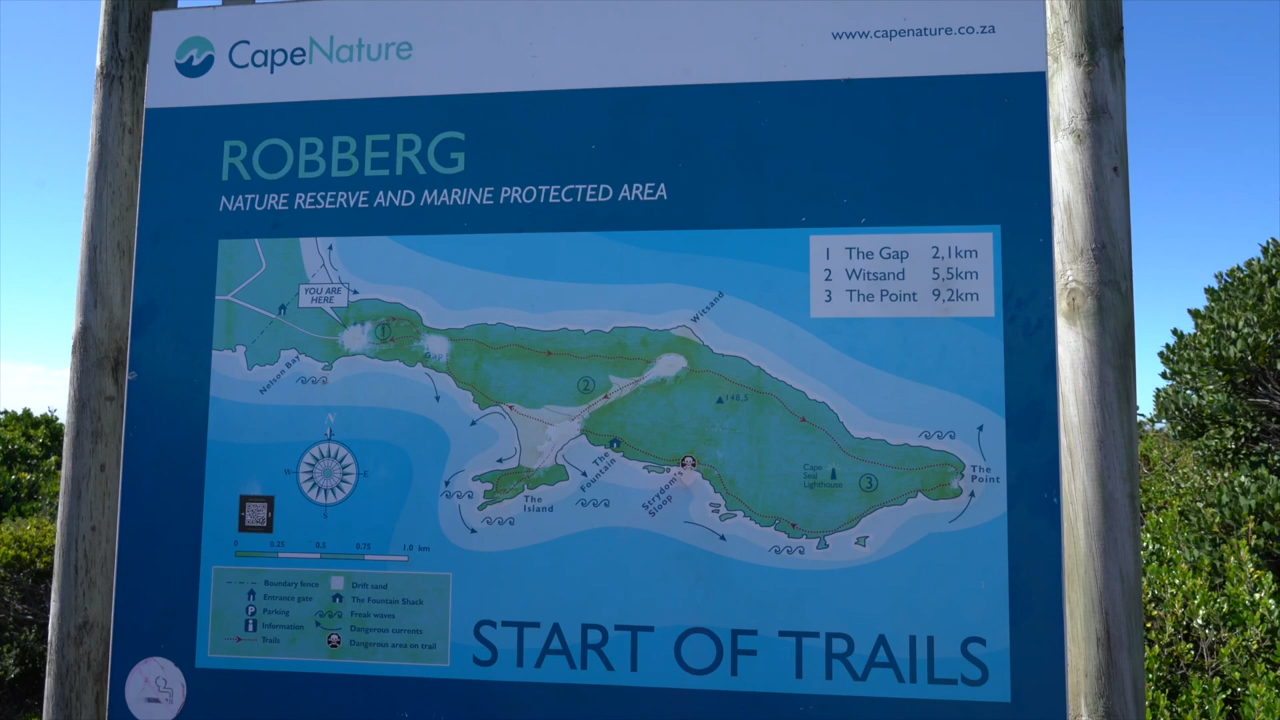 CapeNature
www.capenature.co.za
ROBBERG
NATURE RESERVE AND MARINE PROTECTED AREA
1 The Gap 2,1km
2 Witsand 5,5km
3 The Point 9,2km
YOU ARE
HERE
1
Gap
Witsand
Nelson Bay
2
148,5
N
W
E
S
The
Fountain
The
Island
Strydom's
Sloop
Cape
Seal
Lighthouse
3
The
Point
0 0.25 0.5 0.75 1.0 km
Boundary fence
Entrance gate
P Parking
i Information
Trails
Drift sand
The Fountain Shack
Freak waves
Dangerous currents
Dangerous area on trail
START OF TRAILS